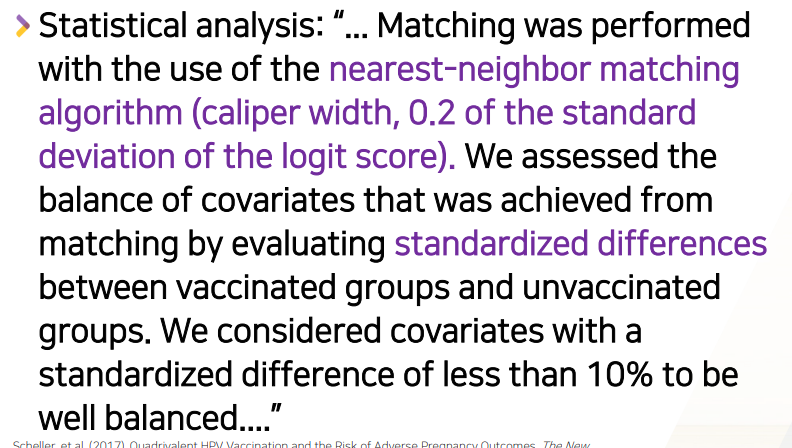 Statistical analysis: “... Matching was performed
with the use of the nearest-neighbor matching
algorithm (caliper width, 0.2 of the standard
deviation of the logit score). We assessed the
balance of covariates that was achieved from
matching by evaluating standardized differences
between vaccinated groups and unvaccinated
groups. We considered covariates with a
standardized difference of less than 10% to be
well balanced....”
Scheller, et al. (2017). Quadrivalent HPV Vaccination and the Risk of Adverse Pregnancy Outcomes. The New